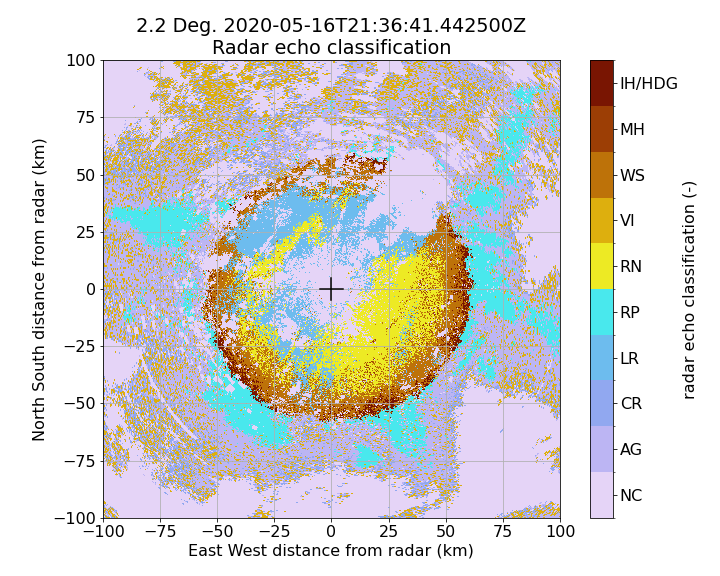 2.2 Deg. 2020-05-16T21:36:41.442500Z
Radar echo classification
North South distance from radar (km)
100
75
50
25
0
−25
−50
−75
−100
−100
−75
−50
−25
0
25
50
75
100
East West distance from radar (km)
IH/HDG
MH
WS
VI
RN
RP
LR
CR
AG
NC
radar echo classification (-)